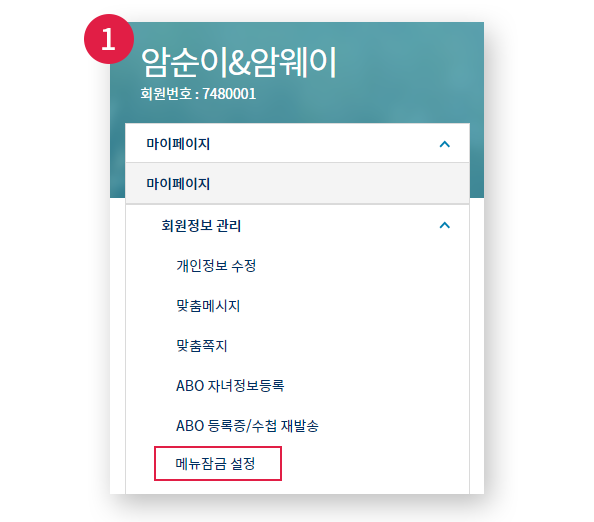 1
암순이&암웨이
회원번호 : 7480001
마이페이지
마이페이지
회원정보 관리
개인정보 수정
맞춤메시지
맞춤쪽지
ABO 자녀정보등록
ABO 등록증/수첩 재발송
메뉴잠금 설정